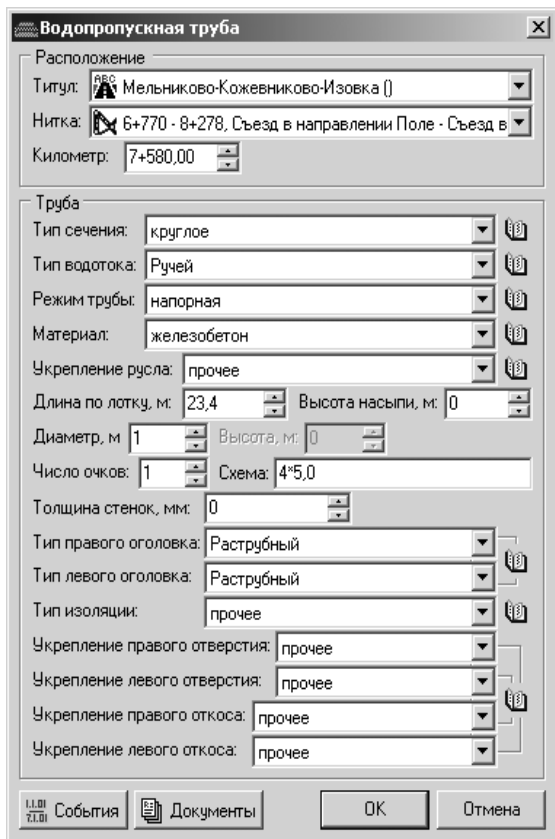 Водопропускная труба
Расположение
Титул: ABC Мельниково-Кожевниково-Изовка ()
Нитка: 6+770 - 8+278, Съезд в направлении Поле - Съезд в
Километр: 7+580,00
Труба
Тип сечения: круглое
Тип водотока: Ручей
Режим трубы: напорная
Материал: железобетон
Укрепление русла: прочее
Длина по лотку, м: 23,4 Высота насыпи, м: 0
Диаметр, м 1 Высота, м: 0
Число очков: 1 Схема: 4*5,0
Толщина стенок, мм: 0
Тип правого оголовка: Раструбный
Тип левого оголовка: Раструбный
Тип изоляции: прочее
Укрепление правого отверстия: прочее
Укрепление левого отверстия: прочее
Укрепление правого откоса: прочее
Укрепление левого откоса: прочее
События Документы OK Отмена